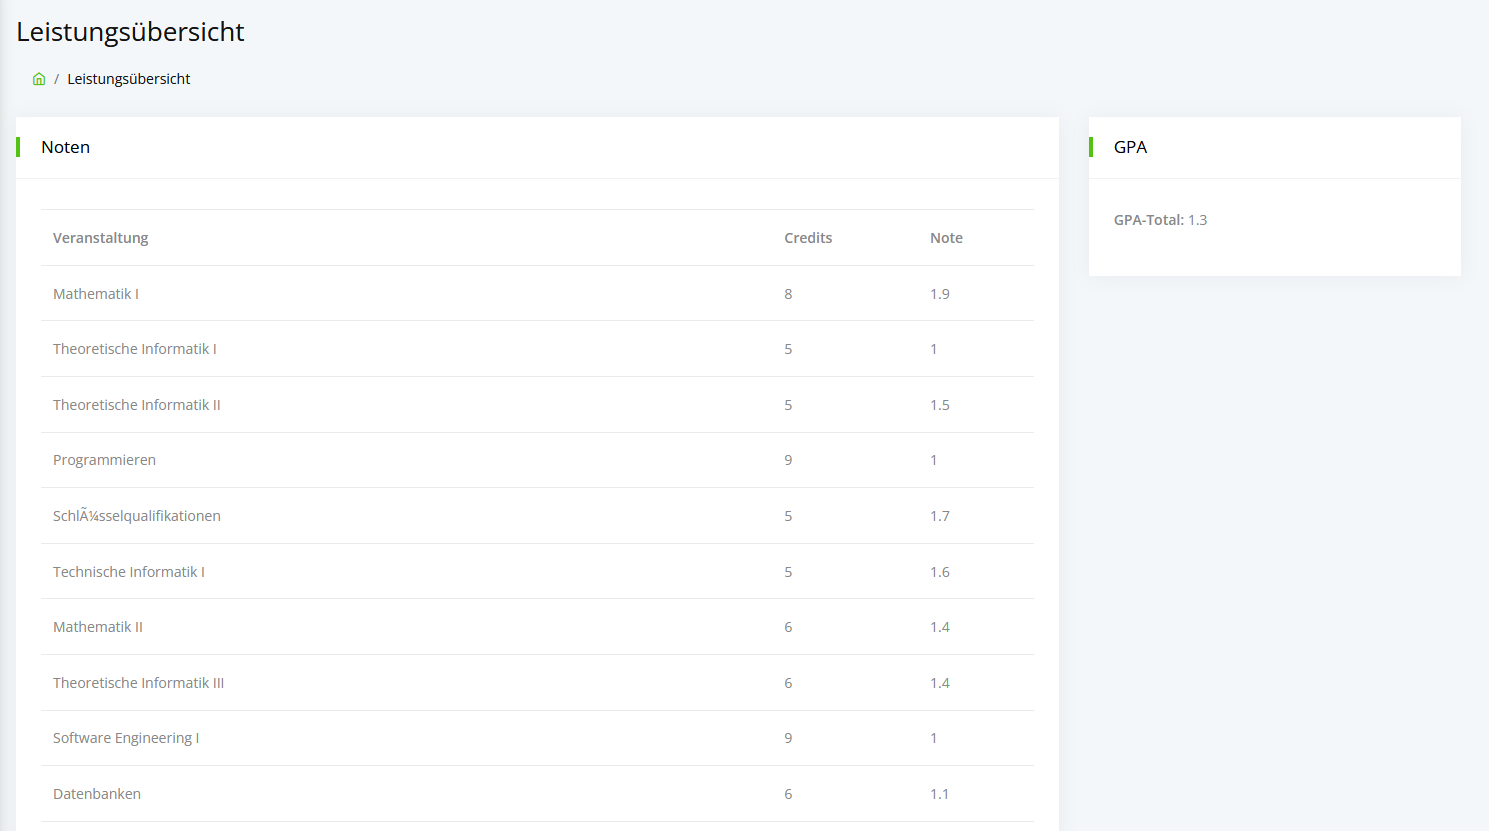 Leistungsübersicht
/ Leistungsübersicht
Noten
Veranstaltung Credits Note
Mathematik I 8 1.9
Theoretische Informatik I 5 1
Theoretische Informatik II 5 1.5
Programmieren 9 1
SchlÃ¼sselqualifikationen 5 1.7
Technische Informatik I 5 1.6
Mathematik II 6 1.4
Theoretische Informatik III 6 1.4
Software Engineering I 9 1
Datenbanken 6 1.1
GPA
GPA-Total: 1.3